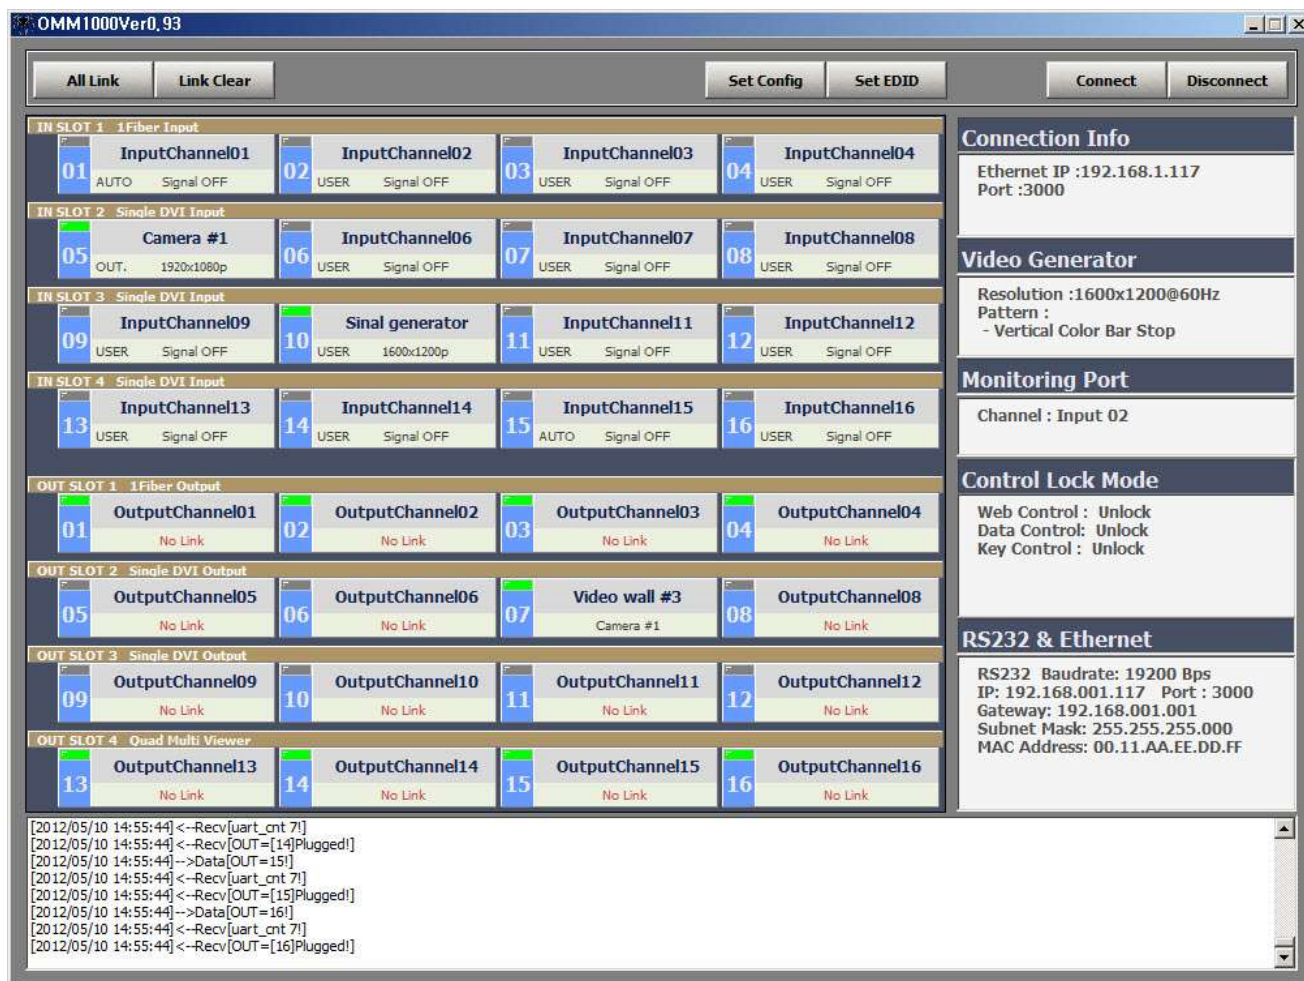 OMM1000Ver0,93
All Link Link Clear Set Config Set EDID Connect Disconnect
IN SLOT 1 1Fiber Input
01 InputChannel01 AUTO Signal OFF
02 InputChannel02 USER Signal OFF
03 InputChannel03 USER Signal OFF
04 InputChannel04 USER Signal OFF
IN SLOT 2 Single DVI Input
05 Camera #1 OUT. 1920x1080p
06 InputChannel06 USER Signal OFF
07 InputChannel07 USER Signal OFF
08 InputChannel08 USER Signal OFF
IN SLOT 3 Single DVI Input
09 InputChannel09 USER Signal OFF
10 Sinal generator USER 1600x1200p
11 InputChannel11 USER Signal OFF
12 InputChannel12 USER Signal OFF
IN SLOT 4 Single DVI Input
13 InputChannel13 USER Signal OFF
14 InputChannel14 USER Signal OFF
15 InputChannel15 AUTO Signal OFF
16 InputChannel16 USER Signal OFF
OUT SLOT 1 1Fiber Output
01 OutputChannel01 No Link
02 OutputChannel02 No Link
03 OutputChannel03 No Link
04 OutputChannel04 No Link
OUT SLOT 2 Single DVI Output
05 OutputChannel05 No Link
06 OutputChannel06 No Link
07 Video wall #3 Camera #1
08 OutputChannel08 No Link
OUT SLOT 3 Single DVI Output
09 OutputChannel09 No Link
10 OutputChannel10 No Link
11 OutputChannel11 No Link
12 OutputChannel12 No Link
OUT SLOT 4 Quad Multi Viewer
13 OutputChannel13 No Link
14 OutputChannel14 No Link
15 OutputChannel15 No Link
16 OutputChannel16 No Link
Connection Info
Ethernet IP :192.168.1.117
Port :3000
Video Generator
Resolution :1600x1200@60Hz
Pattern :
- Vertical Color Bar Stop
Monitoring Port
Channel : Input 02
Control Lock Mode
Web Control : Unlock
Data Control: Unlock
Key Control : Unlock
RS232 & Ethernet
RS232 Baudrate: 19200 Bps
IP: 192.168.001.117 Port : 3000
Gateway: 192.168.001.001
Subnet Mask: 255.255.255.000
MAC Address: 00.11.AA.EE.DD.FF
[2012/05/10 14:55:44]<--Recv[uart_cnt 7!]
[2012/05/10 14:55:44]<--Recv[OUT=[14]Plugged!]
[2012/05/10 14:55:44]-->Data[OUT=15!]
[2012/05/10 14:55:44]<--Recv[uart_cnt 7!]
[2012/05/10 14:55:44]<--Recv[OUT=[15]Plugged!]
[2012/05/10 14:55:44]-->Data[OUT=16!]
[2012/05/10 14:55:44]<--Recv[uart_cnt 7!]
[2012/05/10 14:55:44]<--Recv[OUT=[16]Plugged!]